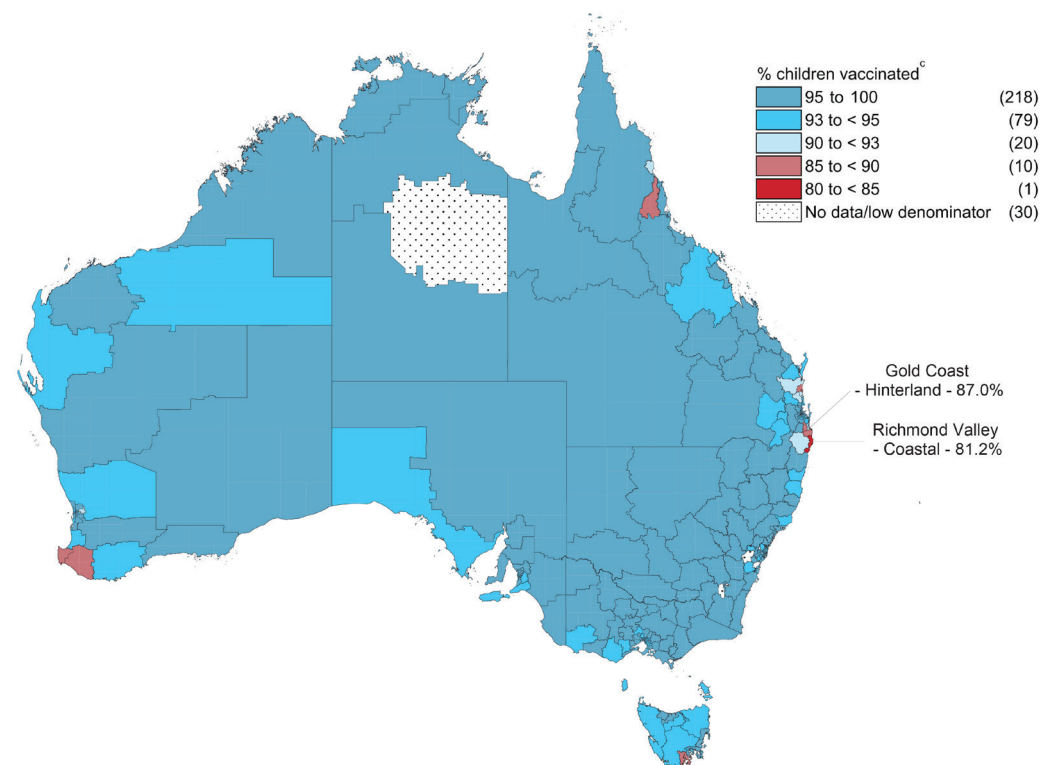 % children vaccinated^c
95 to 100 (218)
93 to < 95 (79)
90 to < 93 (20)
85 to < 90 (10)
80 to < 85 (1)
No data/low denominator (30)
Gold Coast
- Hinterland - 87.0%
Richmond Valley
- Coastal - 81.2%